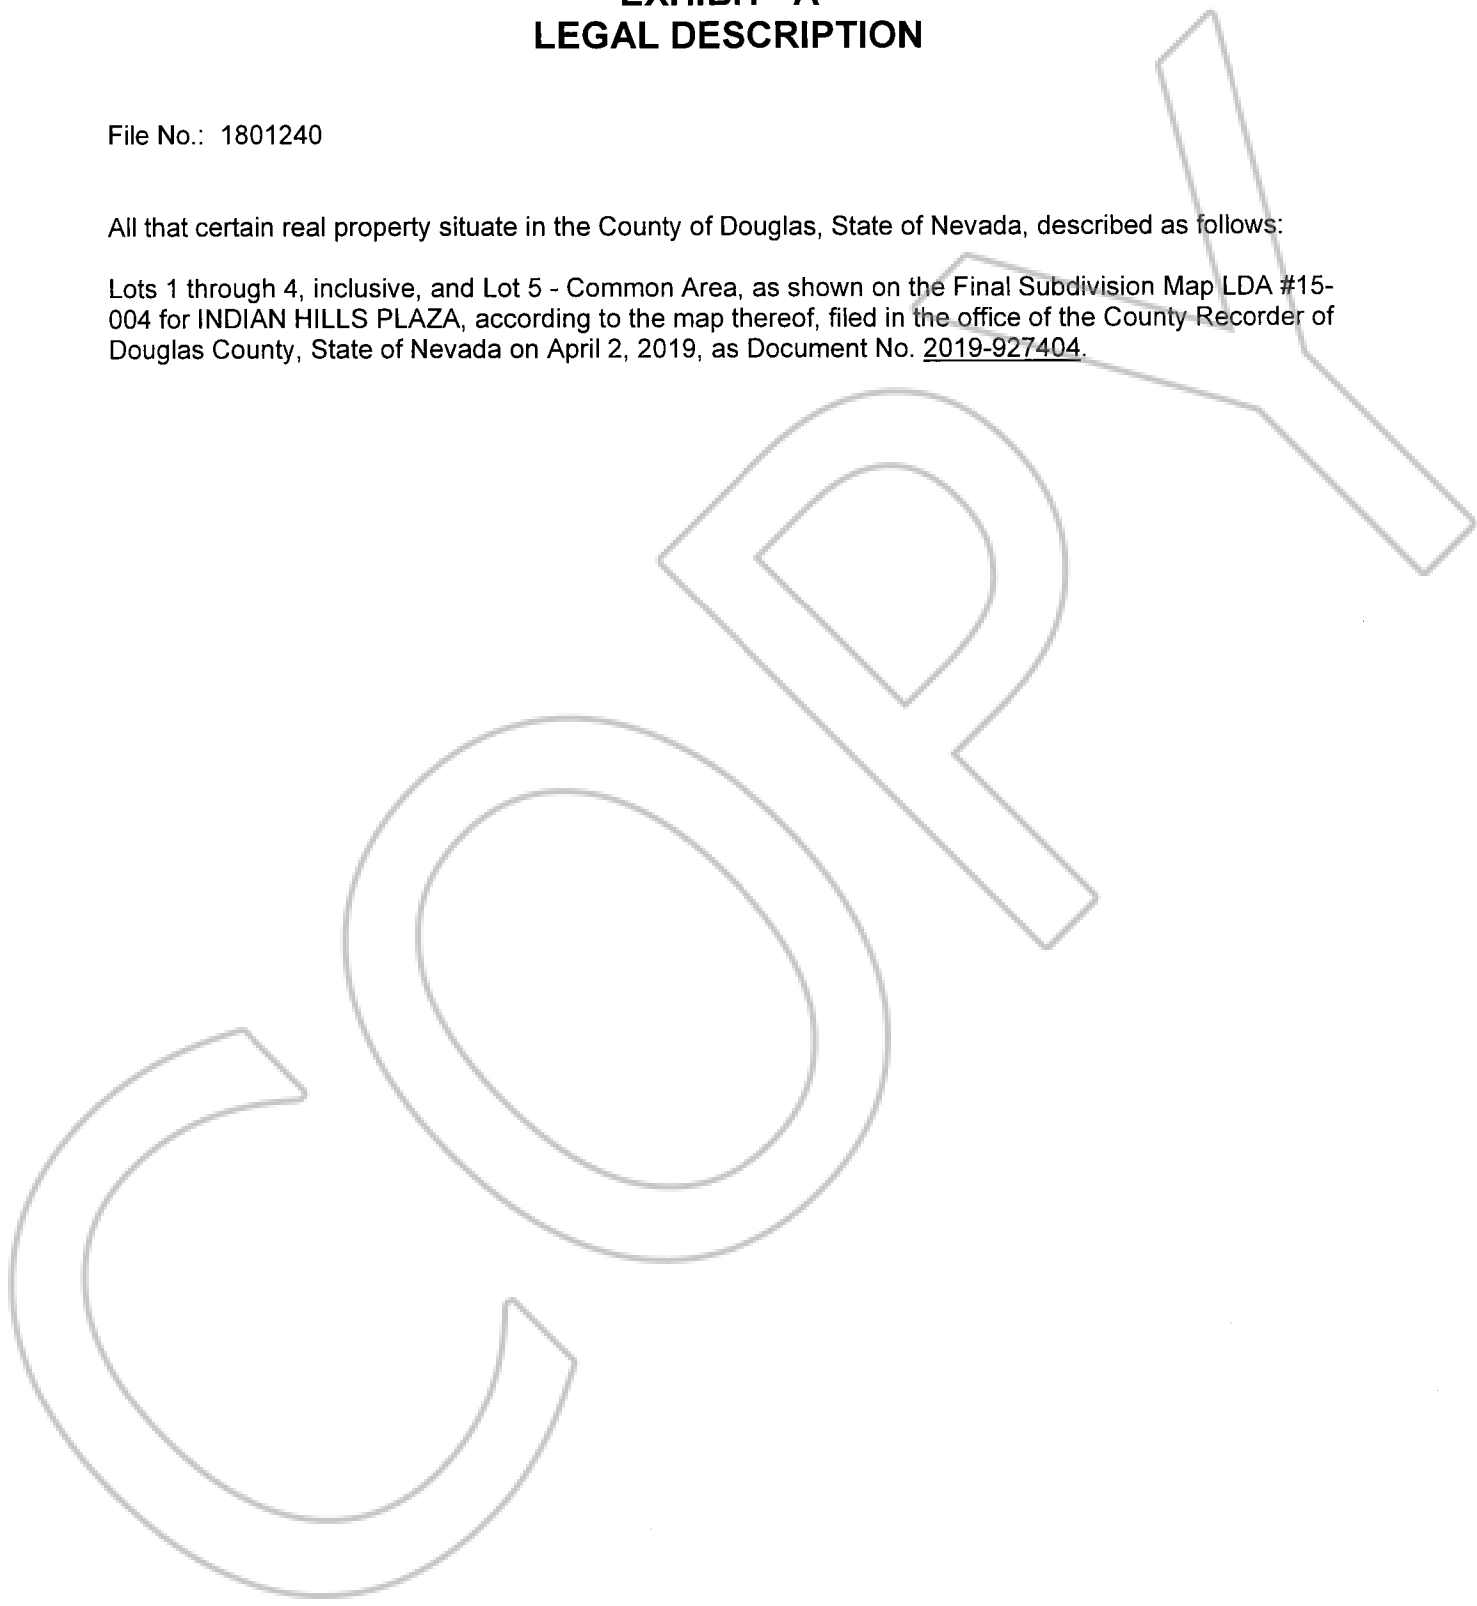 EXHIBIT "A"
LEGAL DESCRIPTION
File No.: 1801240
All that certain real property situate in the County of Douglas, State of Nevada, described as follows:
Lots 1 through 4, inclusive, and Lot 5 - Common Area, as shown on the Final Subdivision Map LDA #15-
004 for INDIAN HILLS PLAZA, according to the map thereof, filed in the office of the County Recorder of
Douglas County, State of Nevada on April 2, 2019, as Document No. 2019-927404.
COPY